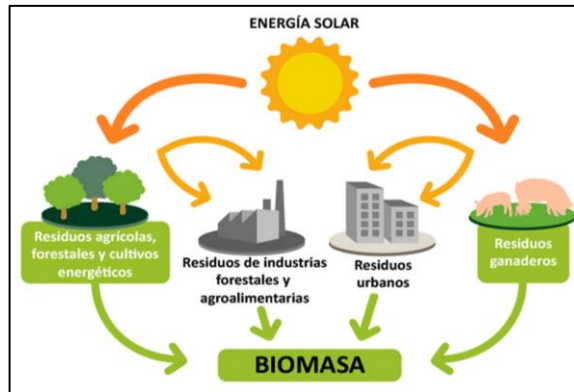 ENERGÍA SOLAR
Residuos agrícolas,
forestales y cultivos
energéticos
Residuos de industrias
forestales y
agroalimentarias
Residuos
urbanos
Residuos
ganaderos
BIOMASA